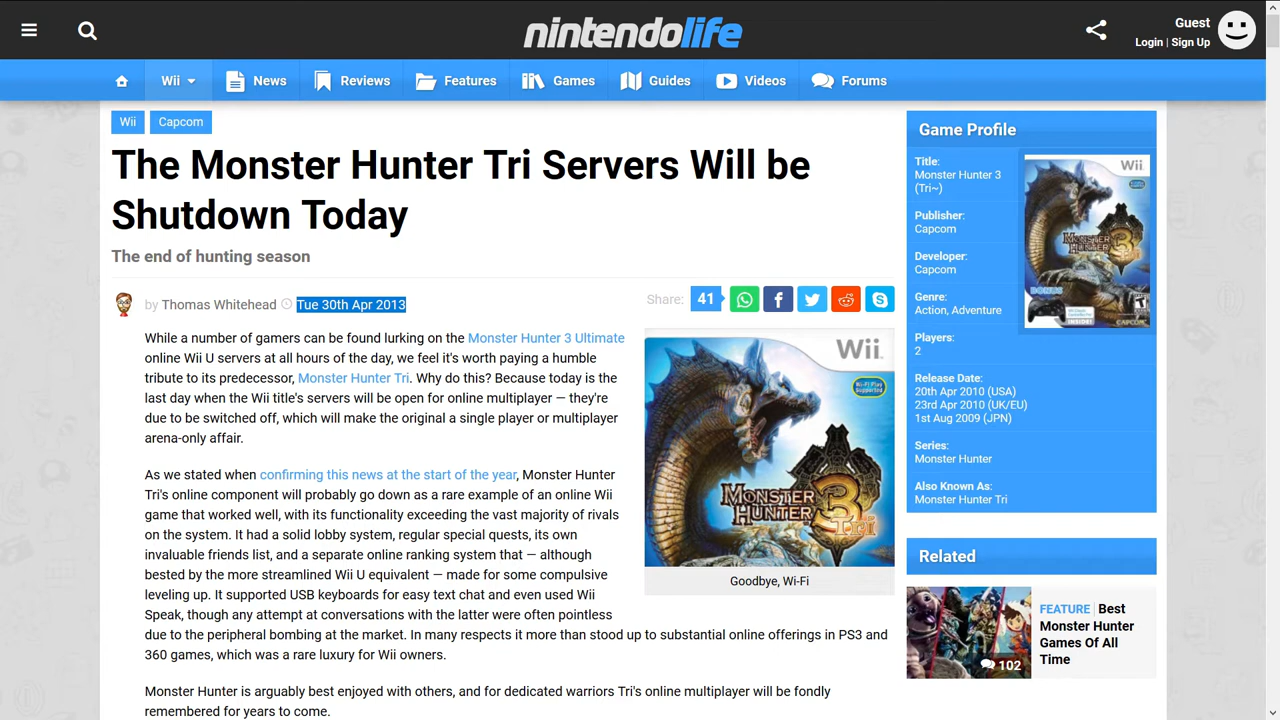 nintendolife
Guest
Login | Sign Up
Wii
News
Reviews
Features
Games
Guides
Videos
Forums
Wii
Capcom
The Monster Hunter Tri Servers Will be
Shutdown Today
The end of hunting season
by Thomas Whitehead Tue 30th Apr 2013
Share: 41
While a number of gamers can be found lurking on the Monster Hunter 3 Ultimate
online Wii U servers at all hours of the day, we feel it's worth paying a humble
tribute to its predecessor, Monster Hunter Tri. Why do this? Because today is the
last day when the Wii title's servers will be open for online multiplayer — they're
due to be switched off, which will make the original a single player or multiplayer
arena-only affair.
As we stated when confirming this news at the start of the year, Monster Hunter
Tri's online component will probably go down as a rare example of an online Wii
game that worked well, with its functionality exceeding the vast majority of rivals
on the system. It had a solid lobby system, regular special quests, its own
invaluable friends list, and a separate online ranking system that — although
bested by the more streamlined Wii U equivalent — made for some compulsive
leveling up. It supported USB keyboards for easy text chat and even used Wii
Speak, though any attempt at conversations with the latter were often pointless
due to the peripheral bombing at the market. In many respects it more than stood up to substantial online offerings in PS3 and
360 games, which was a rare luxury for Wii owners.
Monster Hunter is arguably best enjoyed with others, and for dedicated warriors Tri's online multiplayer will be fondly
remembered for years to come.
Wii
Wi-Fi Play
Supported
MONSTER
HUNTER 3
Tri
Goodbye, Wi-Fi
Game Profile
Title:
Monster Hunter 3
(Tri~)
Publisher:
Capcom
Developer:
Capcom
Genre:
Action, Adventure
Players:
2
Release Date:
20th Apr 2010 (USA)
23rd Apr 2010 (UK/EU)
1st Aug 2009 (JPN)
Series:
Monster Hunter
Also Known As:
Monster Hunter Tri
Wii
MONSTER
HUNTER 3
BONUS
INSIDE!
T
CAPCOM
Related
FEATURE Best
Monster Hunter
Games Of All
Time
102